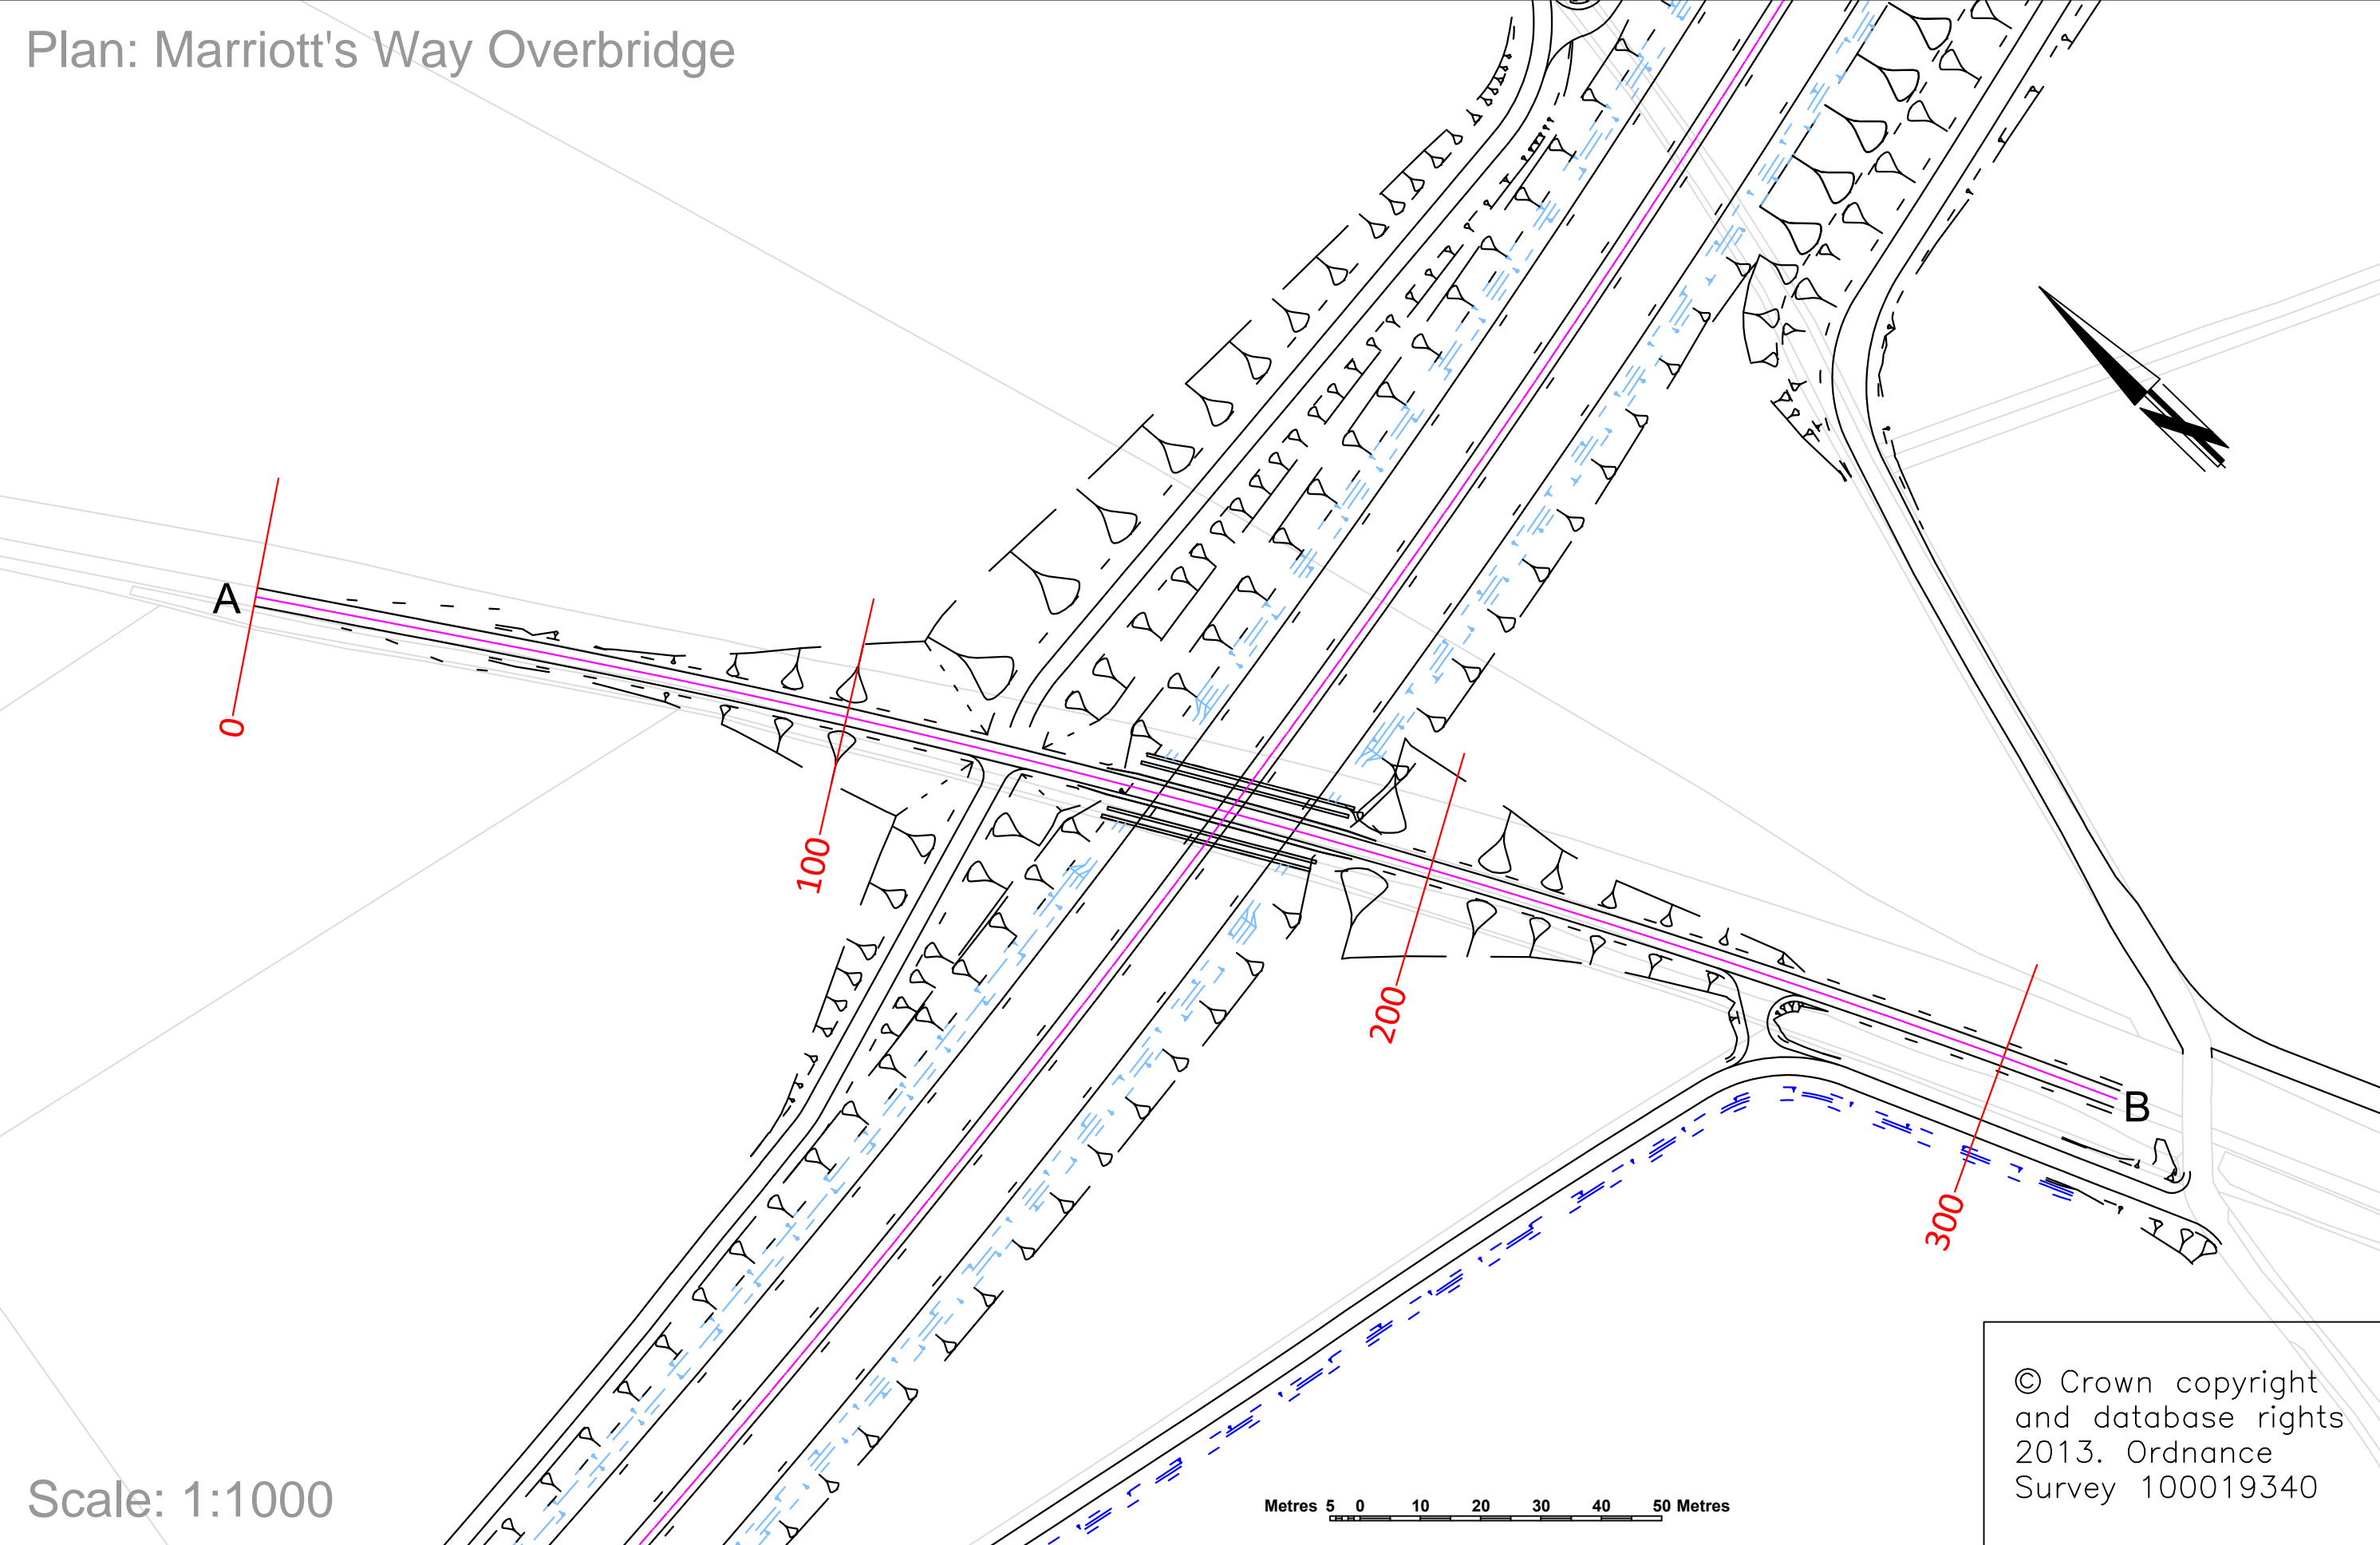 Plan: Marriott's Way Overbridge
A
0
100
200
300
B
N
© Crown copyright
and database rights
2013. Ordnance
Survey 100019340
Scale: 1:1000
Metres 5 0 10 20 30 40 50 Metres